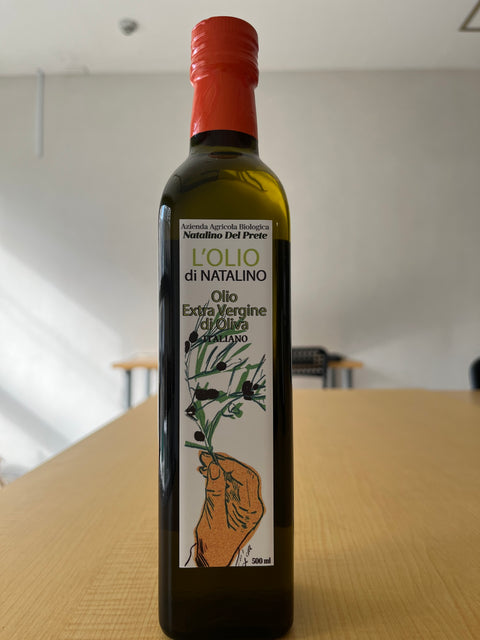 Azienda Agricola Biologica
Natalino Del Prete
L'OLIO
di NATALINO
Olio
Extra Vergine
di Oliva
ITALIANO
500 ml